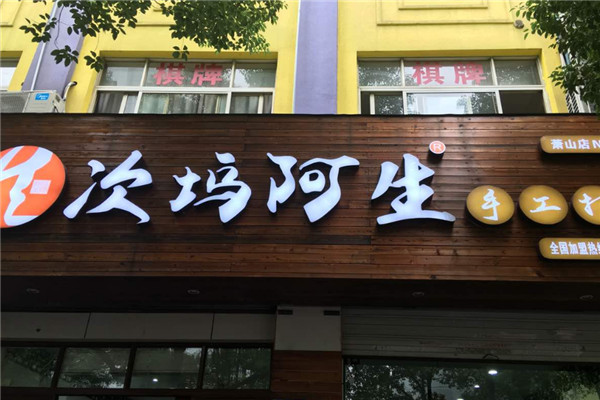 棋牌
棋牌
次坞阿生®
手工
萧山店
全国加盟热